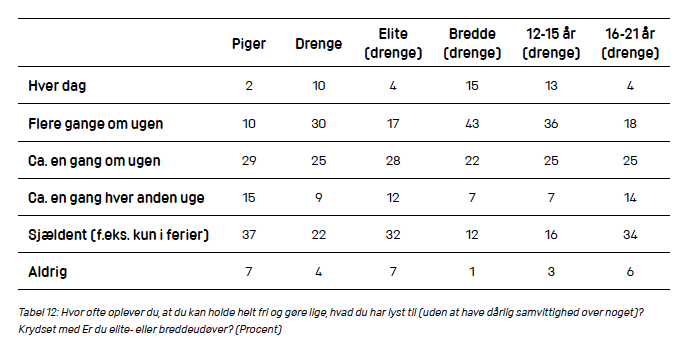 Piger Drenge Elite (drenge) Bredde (drenge) 12-15 år (drenge) 16-21 år (drenge)
Hver dag 2 10 4 15 13 4
Flere gange om ugen 10 30 17 43 36 18
Ca. en gang om ugen 29 25 28 22 25 25
Ca. en gang hver anden uge 15 9 12 7 7 14
Sjældent (f.eks. kun i ferier) 37 22 32 12 16 34
Aldrig 7 4 7 1 3 6
Tabel 12: Hvor ofte oplever du, at du kan holde helt fri og gøre lige, hvad du har lyst til (uden at have dårlig samvittighed over noget)?
Krydset med Er du elite- eller breddeudøver? (Procent)